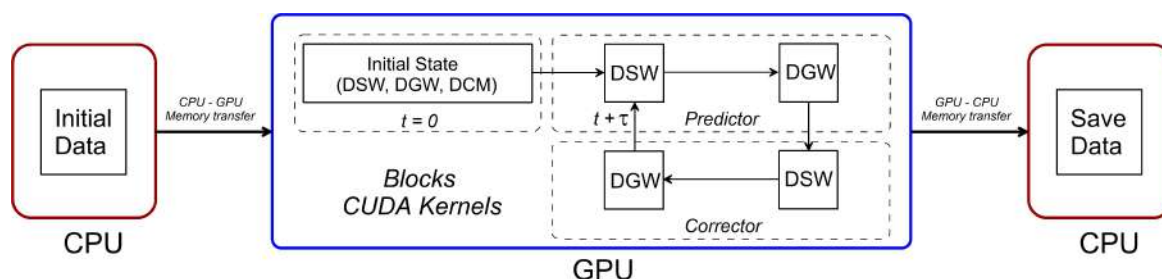 Initial
Data
CPU
CPU - GPU
Memory transfer
Initial State
(DSW, DGW, DCM)
t = 0
Blocks
CUDA Kernels
DSW
DGW
t + τ
Predictor
DGW
DSW
Corrector
GPU
GPU - CPU
Memory transfer
Save
Data
CPU